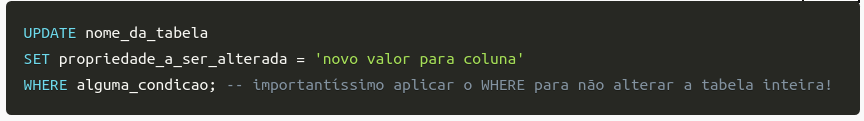 UPDATE nome_da_tabela
SET propriedade_a_ser_alterada = 'novo valor para coluna'
WHERE alguma_condicao; -- importantíssimo aplicar o WHERE para não alterar a tabela inteira!